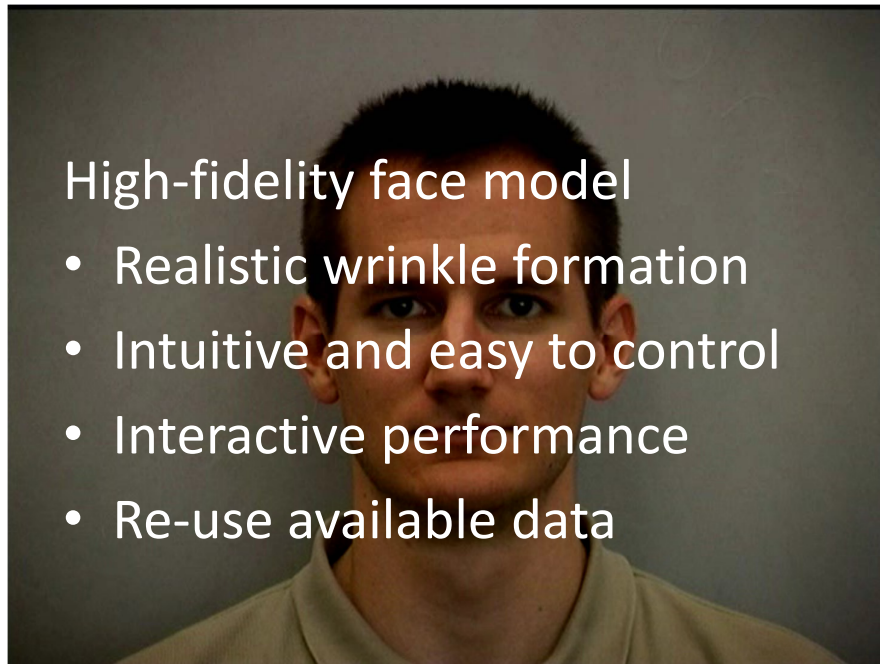 High-fidelity face model
• Realistic wrinkle formation
• Intuitive and easy to control
• Interactive performance
• Re-use available data